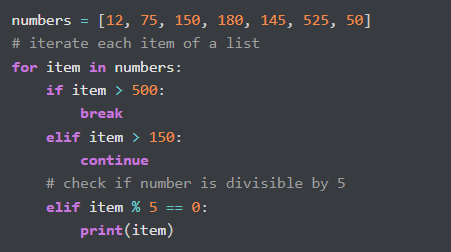 numbers = [12, 75, 150, 180, 145, 525, 50]
# iterate each item of a list
for item in numbers:
    if item > 500:
        break
    elif item > 150:
        continue
    # check if number is divisible by 5
    elif item % 5 == 0:
        print(item)